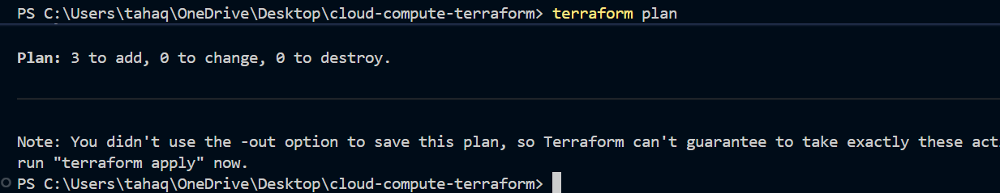 PS C:\Users\tahaq\OneDrive\Desktop\cloud-compute-terraform> terraform plan
Plan: 3 to add, 0 to change, 0 to destroy.
Note: You didn't use the -out option to save this plan, so Terraform can't guarantee to take exactly these act
run "terraform apply" now.
PS C:\Users\tahaq\OneDrive\Desktop\cloud-compute-terraform>